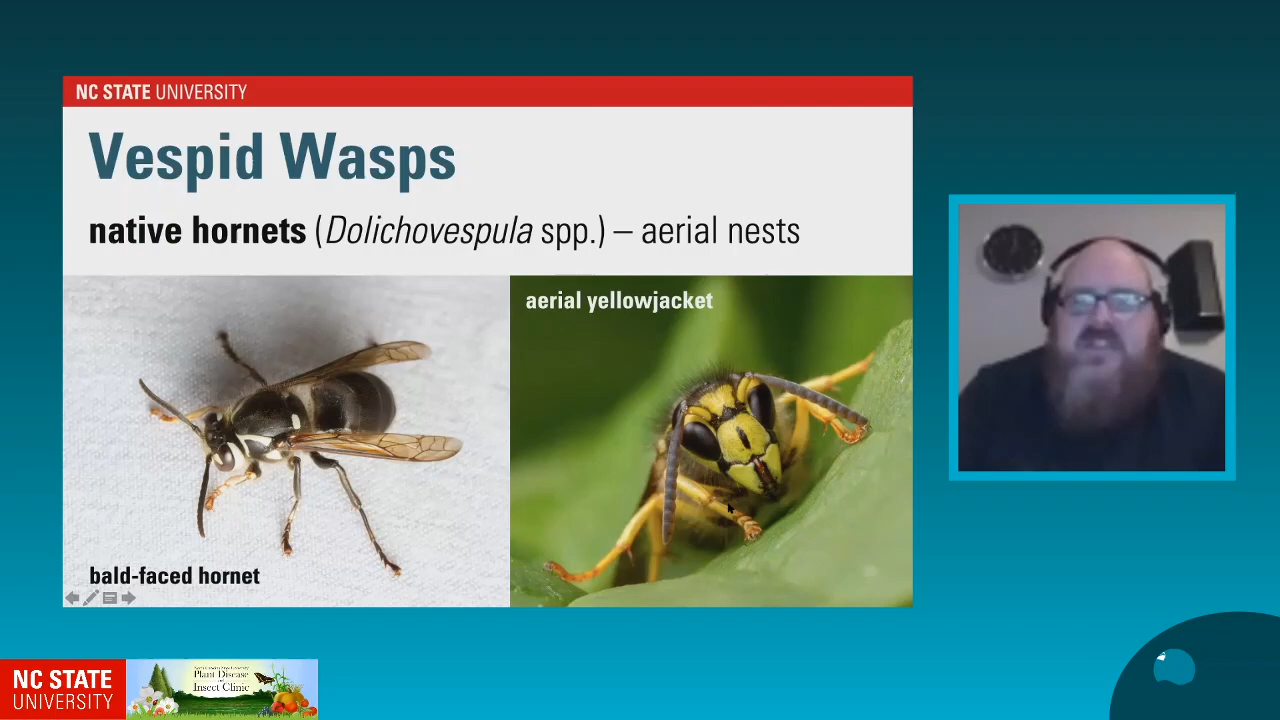 NC STATE UNIVERSITY
Vespid Wasps
native hornets (Dolichovespula spp.) – aerial nests
aerial yellowjacket
bald-faced hornet
NC STATE
UNIVERSITY
Plant Disease
Insect Clinic